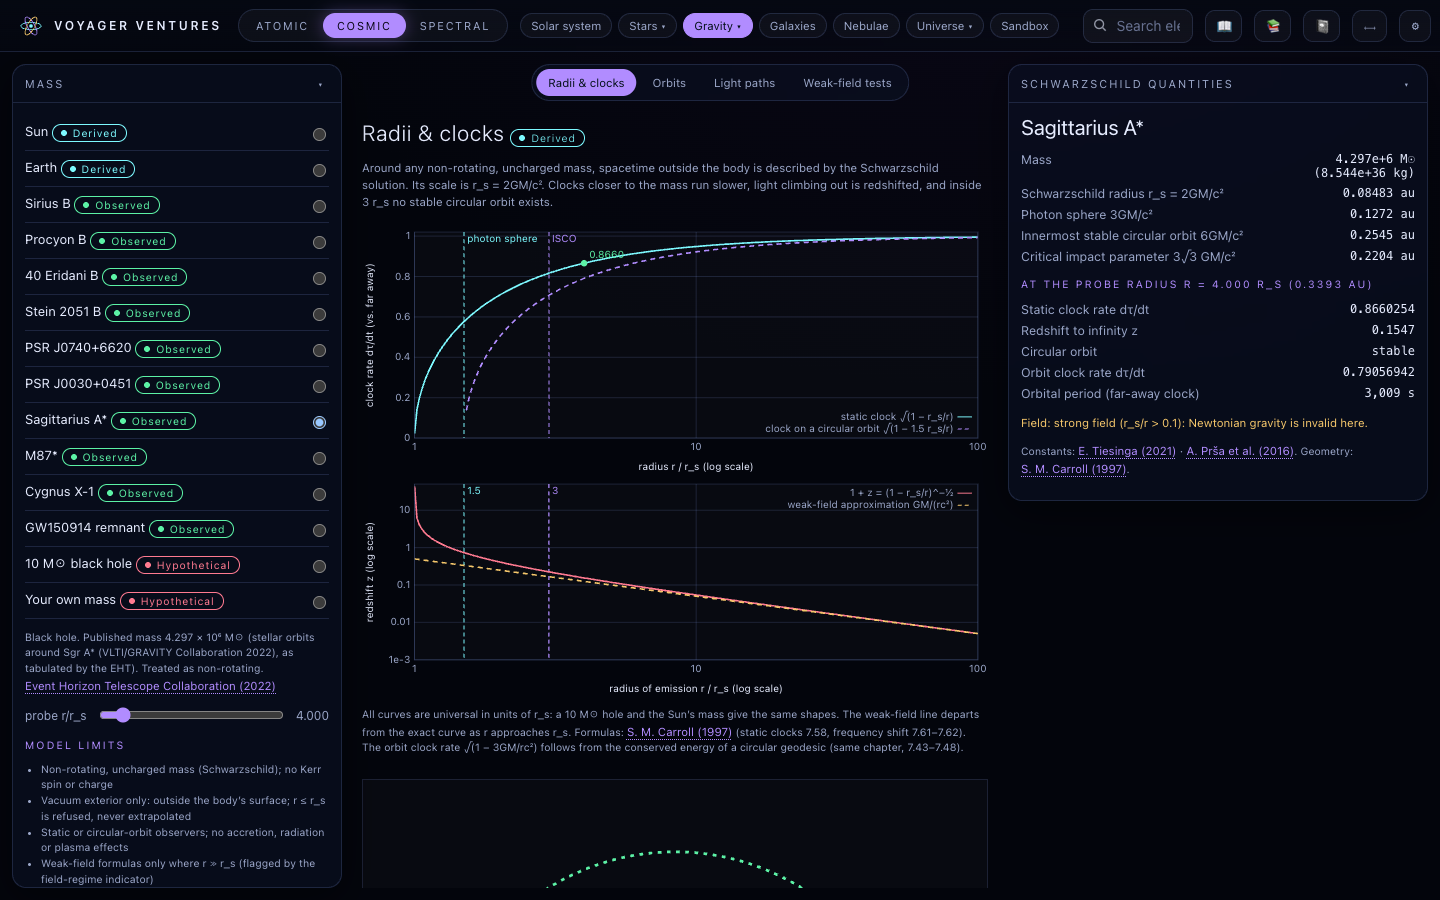 VOYAGER VENTURES
ATOMIC COSMIC SPECTRAL
Solar system Stars ▾ Gravity ▾ Galaxies Nebulae Universe ▾ Sandbox
MASS
Sun Derived
Earth Derived
Sirius B Observed
Procyon B Observed
40 Eridani B Observed
Stein 2051 B Observed
PSR J0740+6620 Observed
PSR J0030+0451 Observed
Sagittarius A* Observed
M87* Observed
Cygnus X-1 Observed
GW150914 remnant Observed
10 M☉ black hole Hypothetical
Your own mass Hypothetical
Black hole. Published mass 4.297 × 10⁶ M☉ (stellar orbits
around Sgr A* (VLTI/GRAVITY Collaboration 2022), as
tabulated by the EHT). Treated as non-rotating.
Event Horizon Telescope Collaboration (2022)
probe r/r_s 4.000
MODEL LIMITS
• Non-rotating, uncharged mass (Schwarzschild); no Kerr
spin or charge
• Vacuum exterior only: outside the body's surface; r ≤ r_s
is refused, never extrapolated
• Static or circular-orbit observers; no accretion, radiation
or plasma effects
• Weak-field formulas only where r ≫ r_s (flagged by the
field-regime indicator)
Radii & clocks Orbits Light paths Weak-field tests
Radii & clocks Derived
Around any non-rotating, uncharged mass, spacetime outside the body is described by the Schwarzschild
solution. Its scale is r_s = 2GM/c². Clocks closer to the mass run slower, light climbing out is redshifted, and inside
3 r_s no stable circular orbit exists.
clock rate dτ/dt (vs. far away)
1
0.8
0.6
0.4
0.2
0
photon sphere
ISCO
0.8660
static clock √(1 − r_s/r)
clock on a circular orbit √(1 − 1.5 r_s/r)
1 10 100
radius r / r_s (log scale)
redshift z (log scale)
10
1
0.1
0.01
1e-3
1.5
3
1 + z = (1 − r_s/r)^−½
weak-field approximation GM/(rc²)
1 10 100
radius of emission r / r_s (log scale)
All curves are universal in units of r_s: a 10 M☉ hole and the Sun's mass give the same shapes. The weak-field line departs
from the exact curve as r approaches r_s. Formulas: S. M. Carroll (1997) (static clocks 7.58, frequency shift 7.61–7.62).
The orbit clock rate √(1 − 3GM/rc²) follows from the conserved energy of a circular geodesic (same chapter, 7.43–7.48).
SCHWARZSCHILD QUANTITIES
Sagittarius A*
Mass 4.297e+6 M☉
(8.544e+36 kg)
Schwarzschild radius r_s = 2GM/c² 0.08483 au
Photon sphere 3GM/c² 0.1272 au
Innermost stable circular orbit 6GM/c² 0.2545 au
Critical impact parameter 3√3 GM/c² 0.2204 au
AT THE PROBE RADIUS R = 4.000 R_S (0.3393 AU)
Static clock rate dτ/dt 0.8660254
Redshift to infinity z 0.1547
Circular orbit stable
Orbit clock rate dτ/dt 0.79056942
Orbital period (far-away clock) 3,009 s
Field: strong field (r_s/r > 0.1): Newtonian gravity is invalid here.
Constants: E. Tiesinga (2021) · A. Prša et al. (2016). Geometry:
S. M. Carroll (1997).